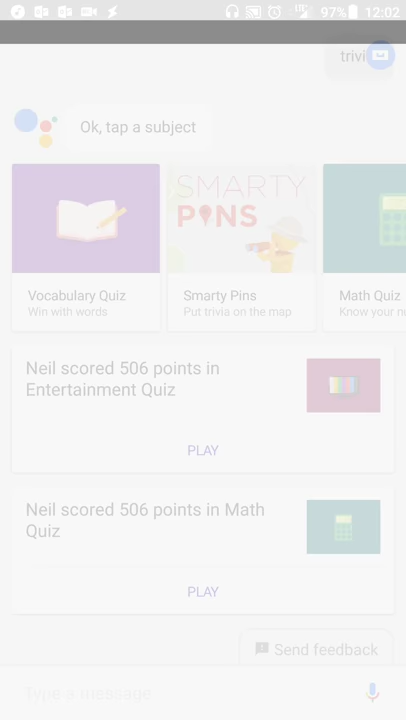 97% 12:02
trivi
Ok, tap a subject
SMARTY
PINS
Vocabulary Quiz
Win with words
Smarty Pins
Put trivia on the map
Math Quiz
Know your
Neil scored 506 points in
Entertainment Quiz
PLAY
Neil scored 506 points in Math
Quiz
PLAY
Send feedback
Type a message